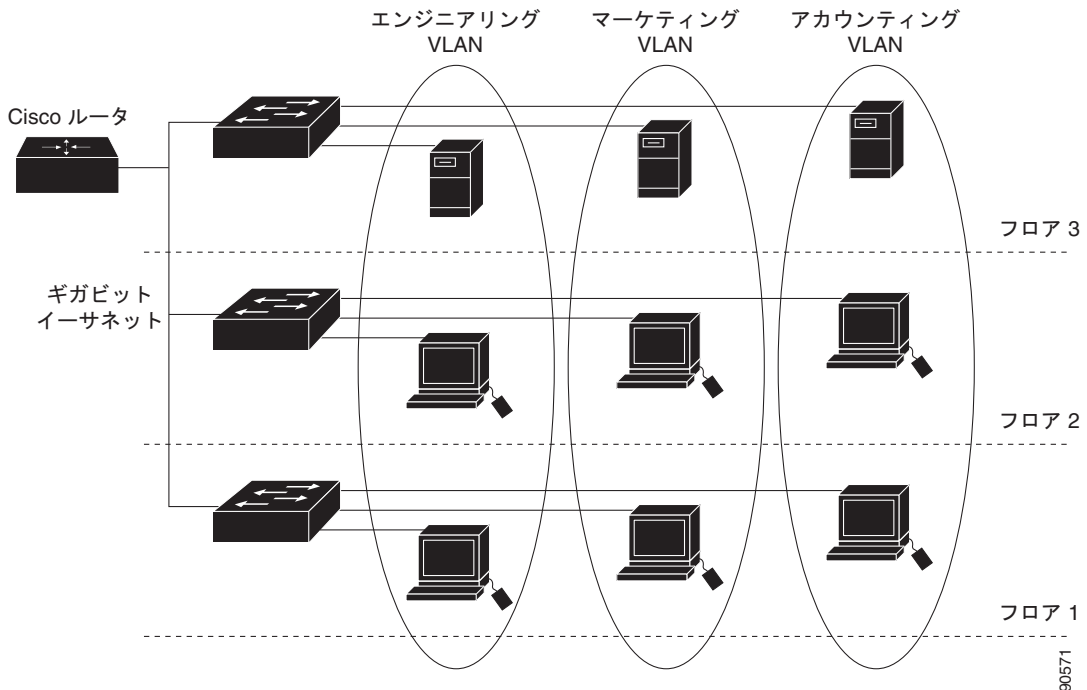 エンジニアリング
VLAN
マーケティング
VLAN
アカウンティング
VLAN
Cisco ルータ
フロア 3
ギガビット
イーサネット
フロア 2
フロア 1
90571